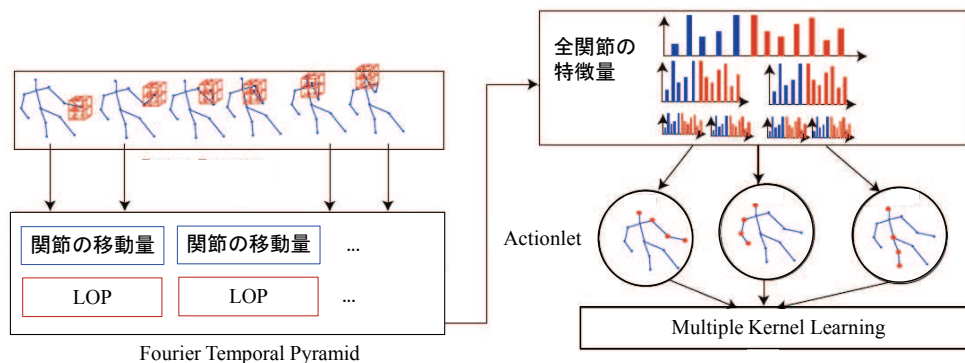 全関節の
特徴量
関節の移動量
関節の移動量
...
LOP
LOP
...
Fourier Temporal Pyramid
Actionlet
Multiple Kernel Learning